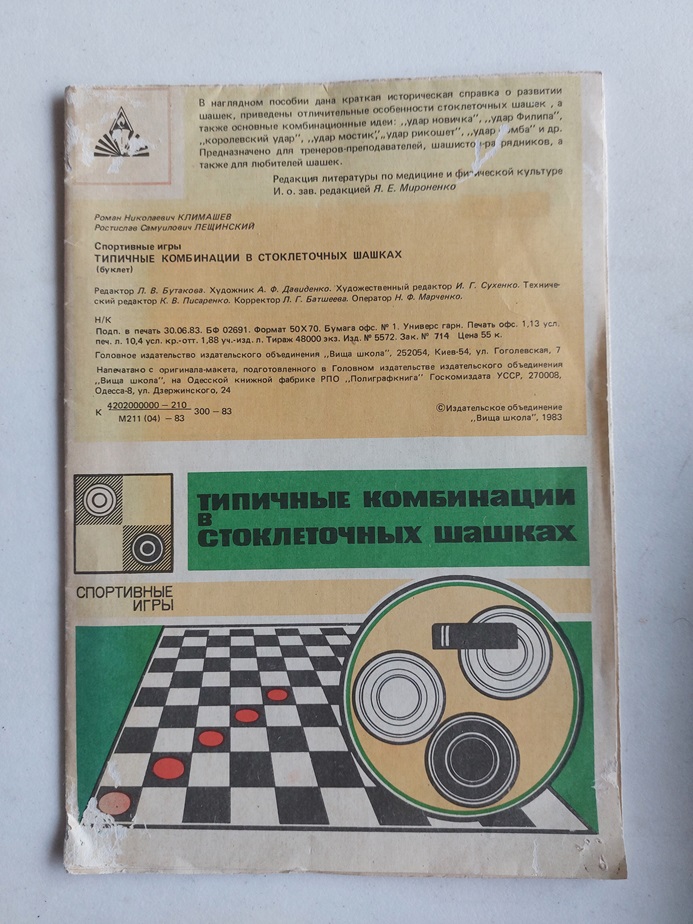 В наглядном пособии дана краткая историческая справка о развитии
шашек, приведены отличительные особенности стоклеточных шашек, а
также основные комбинационные идеи: „удар новичка", „удар Филипа",
„королевский удар", „удар мостик", „удар рикошет", „удар бомба" и др.
Предназначено для тренеров-преподавателей, шашистов-разрядников, а
также для любителей шашек.
Редакция литературы по медицине и физической культуре
И. о. зав. редакцией Я. Е. Мироненко
Роман Николаевич КЛИМАШЕВ
Ростислав Самуилович ЛЕЩИНСКИЙ
Спортивные игры
ТИПИЧНЫЕ КОМБИНАЦИИ В СТОКЛЕТОЧНЫХ ШАШКАХ
(буклет)
Редактор Л. В. Бутакова. Художник А. Ф. Давиденко. Художественный редактор И. Г. Сухенко. Техниче-
ский редактор К. В. Писаренко. Корректор Л. Г. Батшеева. Оператор Н. Ф. Марченко.
Н/К
Подп. в печать 30.06.83. БФ 02691. Формат 50X70. Бумага офс. № 1. Универс гарн. Печать офс. 1,13 усл.
печ. л. 10,4 усл. кр.-отт. 1,88 уч.-изд. л. Тираж 48000 экз. Изд. № 5572. Зак. № 714 Цена 55 к.
Головное издательство издательского объединения „Вища школа", 252054, Киев-54, ул. Гоголевская, 7
Напечатано с оригинала-макета, подготовленного в Головном издательстве издательского объединения
„Вища школа", на Одесской книжной фабрике РПО „Полиграфкнига" Госкомиздата УССР, 270008,
Одесса-8, ул. Дзержинского, 24
К 4202000000 – 210 300 – 83
М211 (04) – 83
©Издательское объединение
„Вища школа", 1983
ТИПИЧНЫЕ КОМБИНАЦИИ
В
СТОКЛЕТОЧНЫХ ШАШКАХ
СПОРТИВНЫЕ
ИГРЫ